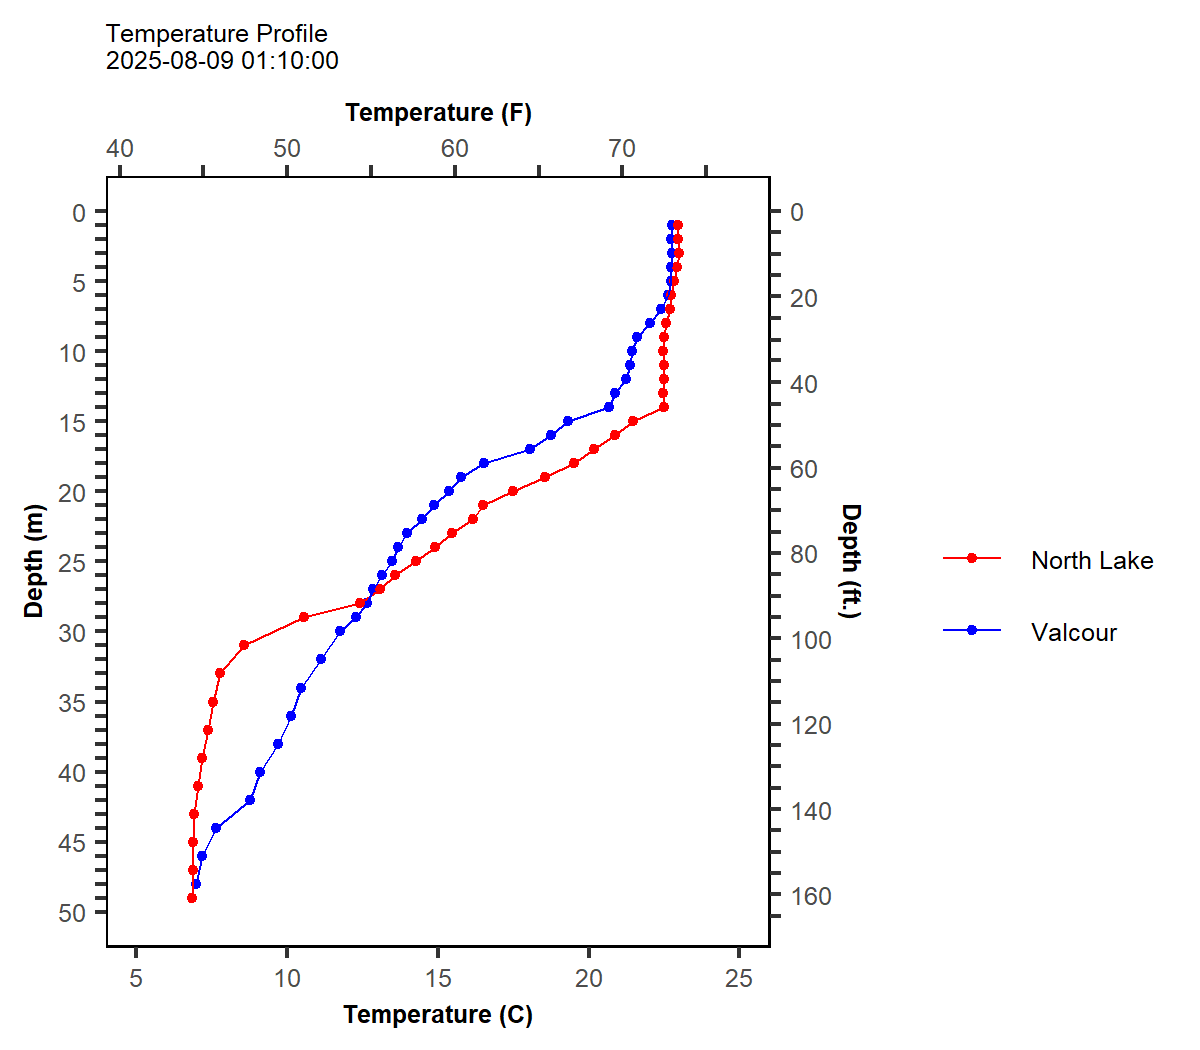 Temperature Profile
2025-08-09 01:10:00
Temperature (F)
40 50 60 70
0
5
10
15
20
25
30
35
40
45
50
Depth (m)
0
20
40
60
80
100
120
140
160
Depth (ft.)
North Lake
Valcour
5 10 15 20 25
Temperature (C)